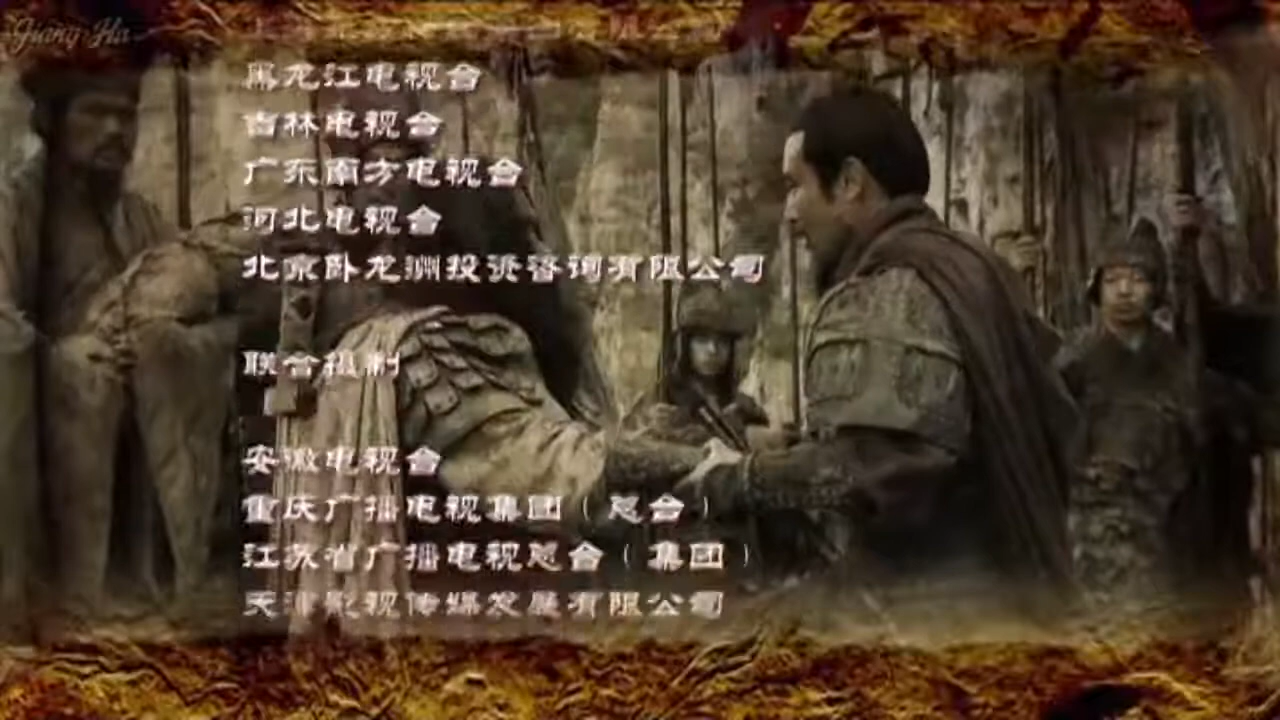 Jiang Hu
黑龙江电视台
吉林电视台
广东南方电视台
河北电视台
北京卧龙洲投资咨询有限公司
联合摄制
安徽电视台
重庆广播电视集团（总台）
江苏省广播电视总台（集团）
影视传媒发展有限公司